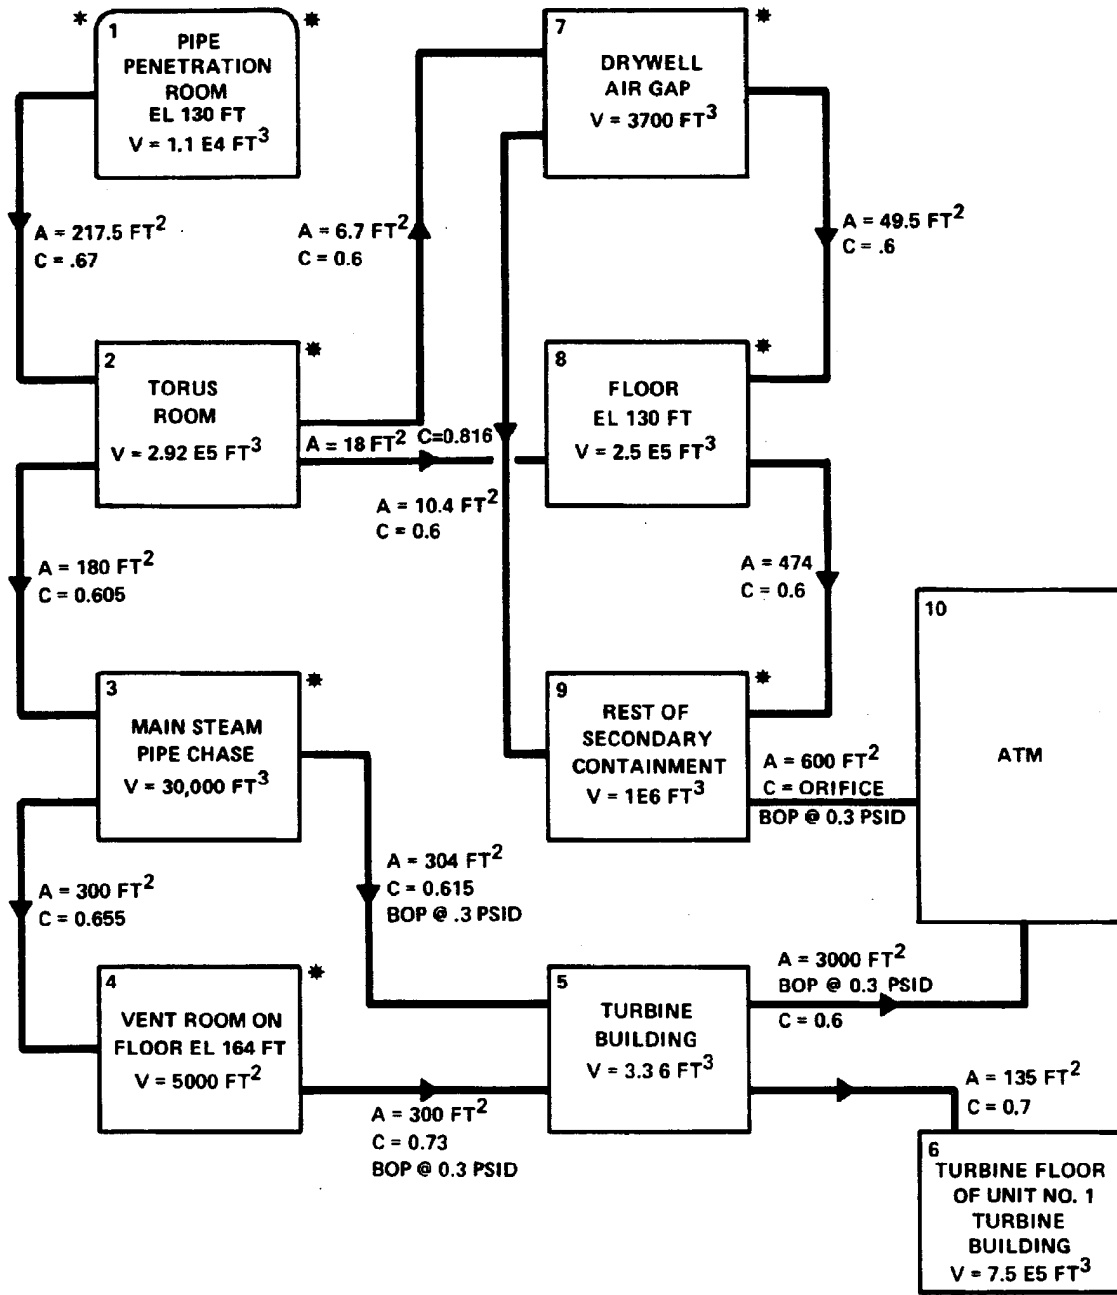 *
*
1
PIPE
PENETRATION
ROOM
EL 130 FT
V = 1.1 E4 FT3
A = 217.5 FT2
C = .67
*
2
TORUS
ROOM
V = 2.92 E5 FT3
A = 6.7 FT2
C = 0.6
*
7
DRYWELL
AIR GAP
V = 3700 FT3
A = 49.5 FT2
C = .6
A = 18 FT2 C=0.816
A = 10.4 FT2
C = 0.6
*
8
FLOOR
EL 130 FT
V = 2.5 E5 FT3
A = 180 FT2
C = 0.605
A = 474
C = 0.6
*
3
MAIN STEAM
PIPE CHASE
V = 30,000 FT3
*
9
REST OF
SECONDARY
CONTAINMENT
V = 1E6 FT3
A = 600 FT2
C = ORIFICE
BOP @ 0.3 PSID
10
ATM
A = 300 FT2
C = 0.655
A = 304 FT2
C = 0.615
BOP @ .3 PSID
*
4
VENT ROOM ON
FLOOR EL 164 FT
V = 5000 FT2
A = 300 FT2
C = 0.73
BOP @ 0.3 PSID
5
TURBINE
BUILDING
V = 3.3 6 FT3
A = 3000 FT2
BOP @ 0.3 PSID
C = 0.6
A = 135 FT2
C = 0.7
6
TURBINE FLOOR
OF UNIT NO. 1
TURBINE
BUILDING
V = 7.5 E5 FT3